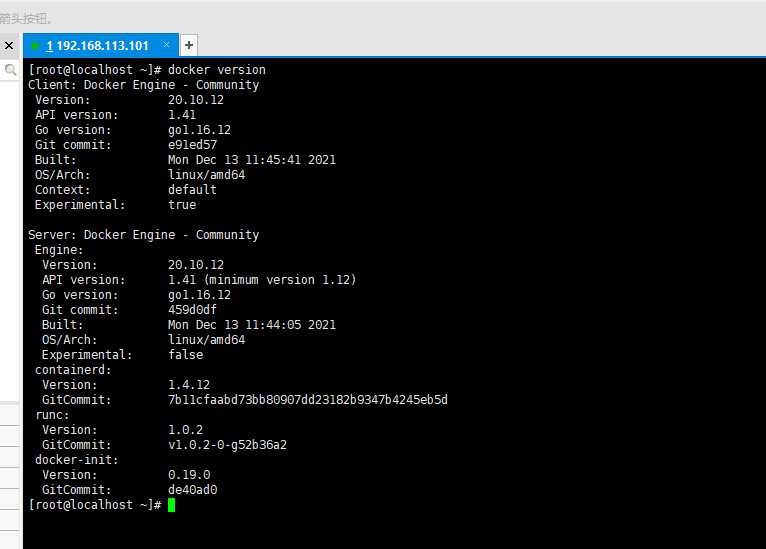 箭头按钮。
1 192.168.113.101 × +
[root@localhost ~]# docker version
Client: Docker Engine - Community
 Version:           20.10.12
 API version:       1.41
 Go version:        go1.16.12
 Git commit:        e91ed57
 Built:             Mon Dec 13 11:45:41 2021
 OS/Arch:           linux/amd64
 Context:           default
 Experimental:      true

Server: Docker Engine - Community
 Engine:
  Version:          20.10.12
  API version:      1.41 (minimum version 1.12)
  Go version:       go1.16.12
  Git commit:       459d0df
  Built:            Mon Dec 13 11:44:05 2021
  OS/Arch:          linux/amd64
  Experimental:     false
 containerd:
  Version:          1.4.12
  GitCommit:        7b11cfaabd73bb80907dd23182b9347b4245eb5d
 runc:
  Version:          1.0.2
  GitCommit:        v1.0.2-0-g52b36a2
 docker-init:
  Version:          0.19.0
  GitCommit:        de40ad0
[root@localhost ~]#